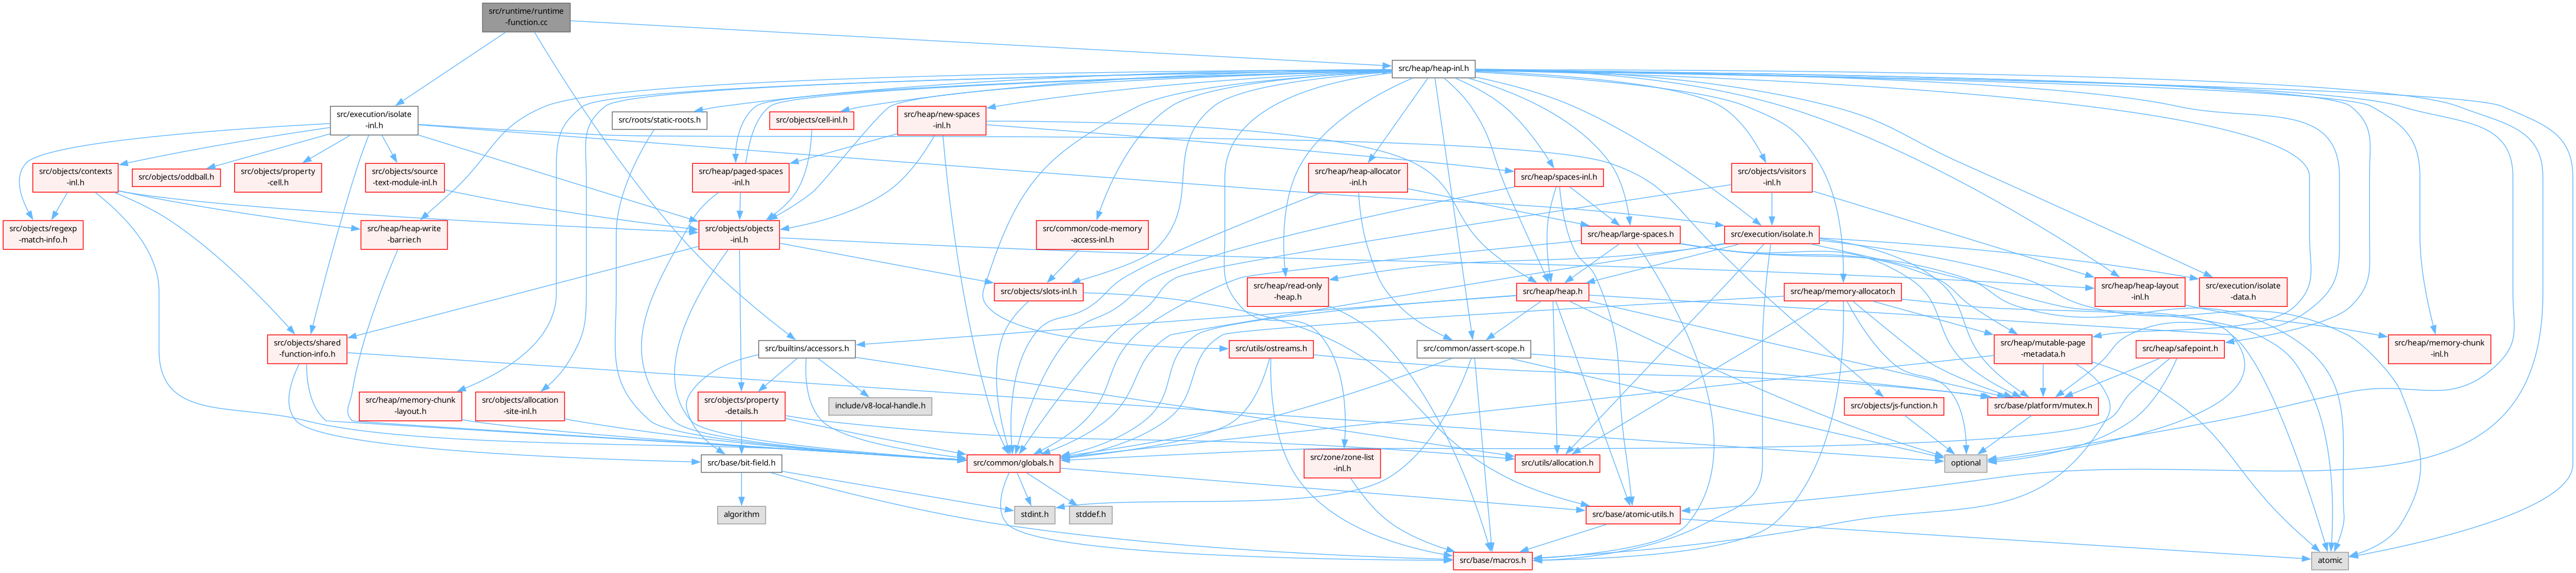 src/runtime/runtime
-function.cc
src/heap/heap-inl.h
src/execution/isolate
-inl.h
src/roots/static-roots.h
src/objects/cell-inl.h
src/heap/new-spaces
-inl.h
src/objects/contexts
-inl.h
src/objects/oddball.h
src/objects/property
-cell.h
src/objects/source
-text-module-inl.h
src/heap/paged-spaces
-inl.h
src/heap/heap-allocator
-inl.h
src/heap/spaces-inl.h
src/objects/visitors
-inl.h
src/objects/regexp
-match-info.h
src/heap/heap-write
-barrier.h
src/objects/objects
-inl.h
src/common/code-memory
-access-inl.h
src/heap/large-spaces.h
src/execution/isolate.h
src/objects/slots-inl.h
src/heap/read-only
-heap.h
src/heap/heap.h
src/heap/memory-allocator.h
src/heap/heap-layout
-inl.h
src/execution/isolate
-data.h
src/objects/shared
-function-info.h
src/builtins/accessors.h
src/utils/ostreams.h
src/common/assert-scope.h
src/heap/mutable-page
-metadata.h
src/heap/safepoint.h
src/heap/memory-chunk
-inl.h
src/heap/memory-chunk
-layout.h
src/objects/allocation
-site-inl.h
src/objects/property
-details.h
include/v8-local-handle.h
src/objects/js-function.h
src/base/platform/mutex.h
src/base/bit-field.h
src/common/globals.h
src/zone/zone-list
-inl.h
src/utils/allocation.h
optional
algorithm
stdint.h
stddef.h
src/base/atomic-utils.h
src/base/macros.h
atomic